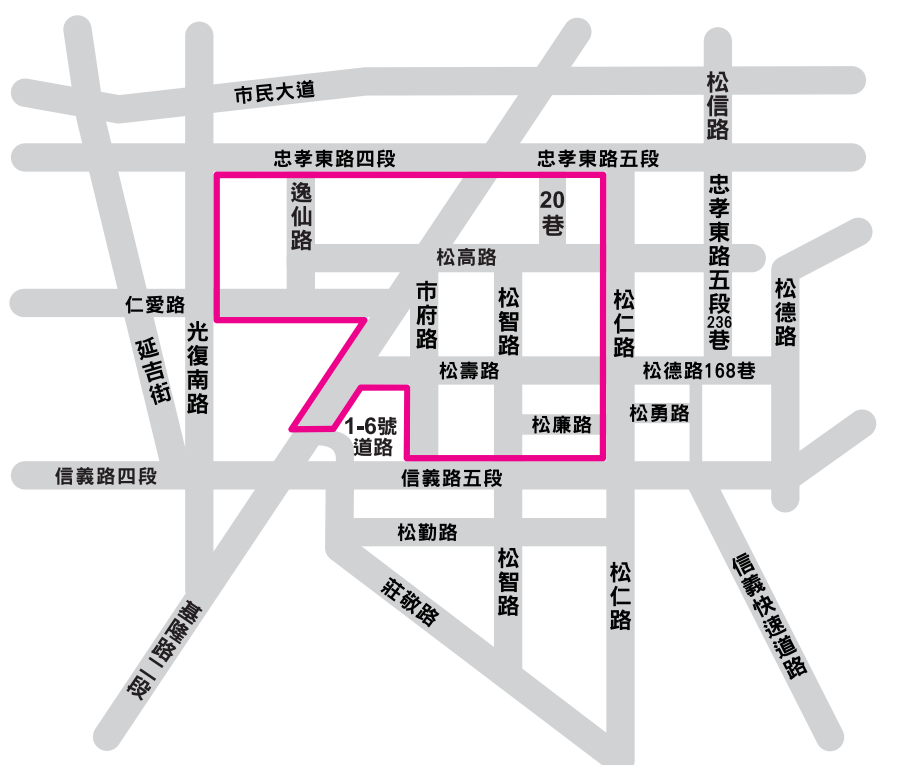 市民大道
松信路
忠孝東路四段
忠孝東路五段
逸仙路
20
巷
忠孝東路五段236巷
松高路
仁愛路
市府路
松智路
松仁路
松德路
光復南路
延吉街
松壽路
松德路168巷
1-6號
道路
松廉路
松勇路
信義路四段
信義路五段
松勤路
松智路
松仁路
莊敬路
信義快速道路
基隆路二段